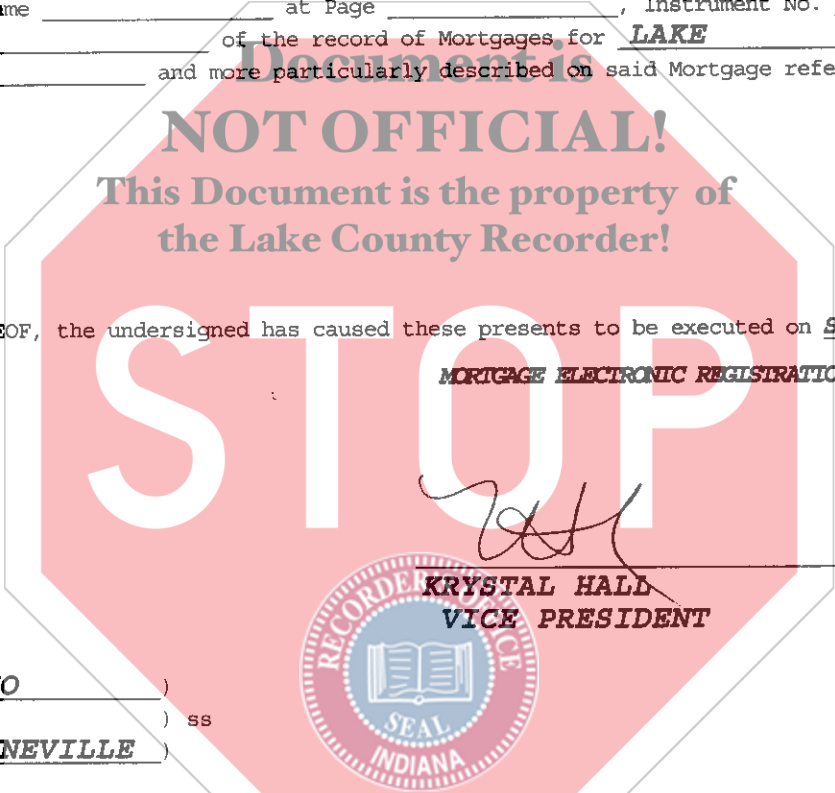 me at Page , Instrument No.
of the record of Mortgages for LAKE
and more particularly described on said Mortgage refe
Document is
NOT OFFICIAL!
This Document is the property of
the Lake County Recorder!
EOF, the undersigned has caused these presents to be executed on S
MORTGAGE ELECTRONIC REGISTRATIO
STOP
KRYSTAL HALL
VICE PRESIDENT
RECORDER'S OFFICE
SEAL
INDIANA
O )
) ss
NEVILLE )